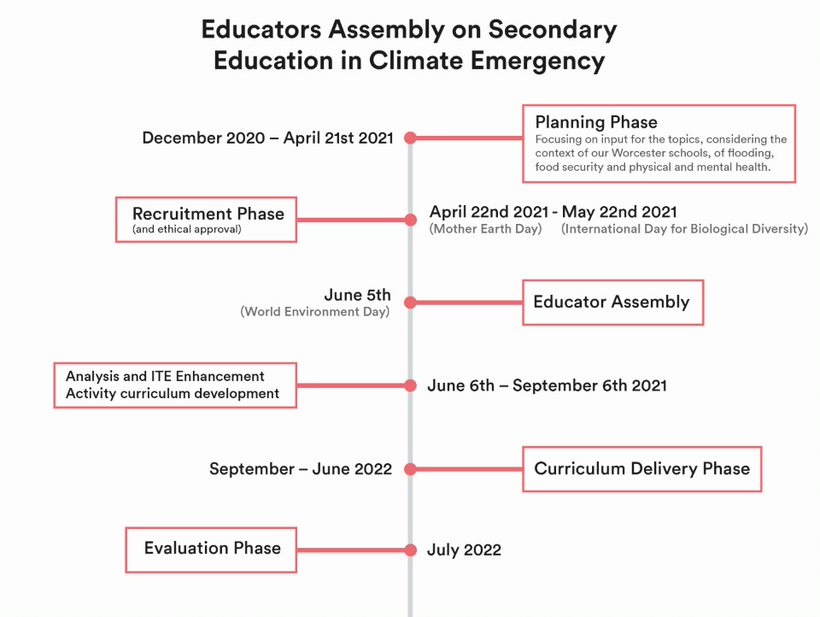 Educators Assembly on Secondary
Education in Climate Emergency
December 2020 – April 21st 2021
Planning Phase
Focusing on input for the topics, considering the
context of our Worcester schools, of flooding,
food security and physical and mental health.
Recruitment Phase
(and ethical approval)
April 22nd 2021 - May 22nd 2021
(Mother Earth Day) (International Day for Biological Diversity)
June 5th
(World Environment Day)
Educator Assembly
Analysis and ITE Enhancement
Activity curriculum development
June 6th – September 6th 2021
September – June 2022
Curriculum Delivery Phase
Evaluation Phase
July 2022